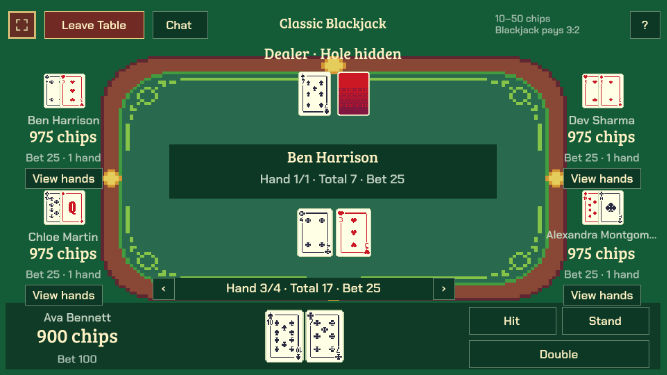 Leave Table
Chat
Classic Blackjack
10–50 chips
Blackjack pays 3:2
?
Dealer · Hole hidden
Ben Harrison
975 chips
Bet 25 · 1 hand
View hands
Dev Sharma
975 chips
Bet 25 · 1 hand
View hands
Ben Harrison
Hand 1/1 · Total 7 · Bet 25
Q
Chloe Martin
975 chips
Bet 25 · 1 hand
View hands
Alexandra Montgom...
975 chips
Bet 25 · 1 hand
View hands
‹
Hand 3/4 · Total 17 · Bet 25
›
Ava Bennett
900 chips
Bet 100
Hit
Stand
Double